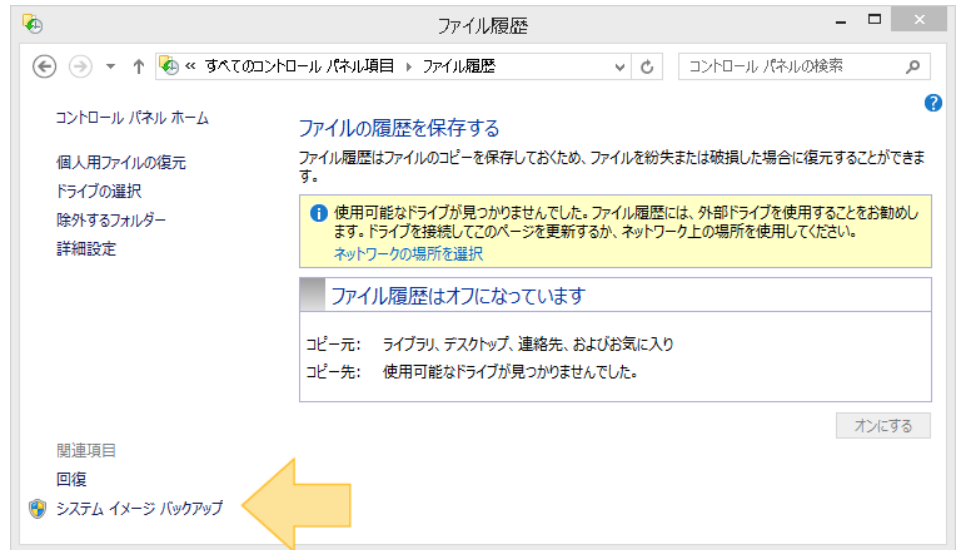 ファイル履歴
« すべてのコントロール パネル項目 ▸ ファイル履歴
コントロール パネルの検索
コントロール パネル ホーム
個人用ファイルの復元
ドライブの選択
除外するフォルダー
詳細設定
ファイルの履歴を保存する
ファイル履歴はファイルのコピーを保存しておくため、ファイルを紛失または破損した場合に復元することができま
す。
使用可能なドライブが見つかりませんでした。ファイル履歴には、外部ドライブを使用することをお勧めし
ます。ドライブを接続してこのページを更新するか、ネットワーク上の場所を使用してください。
ネットワークの場所を選択
ファイル履歴はオフになっています
コピー元: ライブラリ、デスクトップ、連絡先、およびお気に入り
コピー先: 使用可能なドライブが見つかりませんでした。
オンにする
関連項目
回復
システム イメージ バックアップ